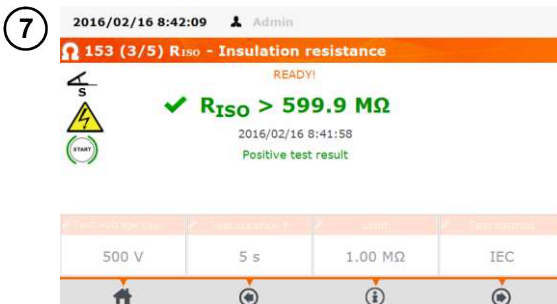 7
2016/02/16 8:42:09 Admin
153 (3/5) RISO - Insulation resistance
READY!
S
RISO > 599.9 MΩ
2016/02/16 8:41:58
START
Positive test result
500 V 5 s 1.00 MΩ IEC